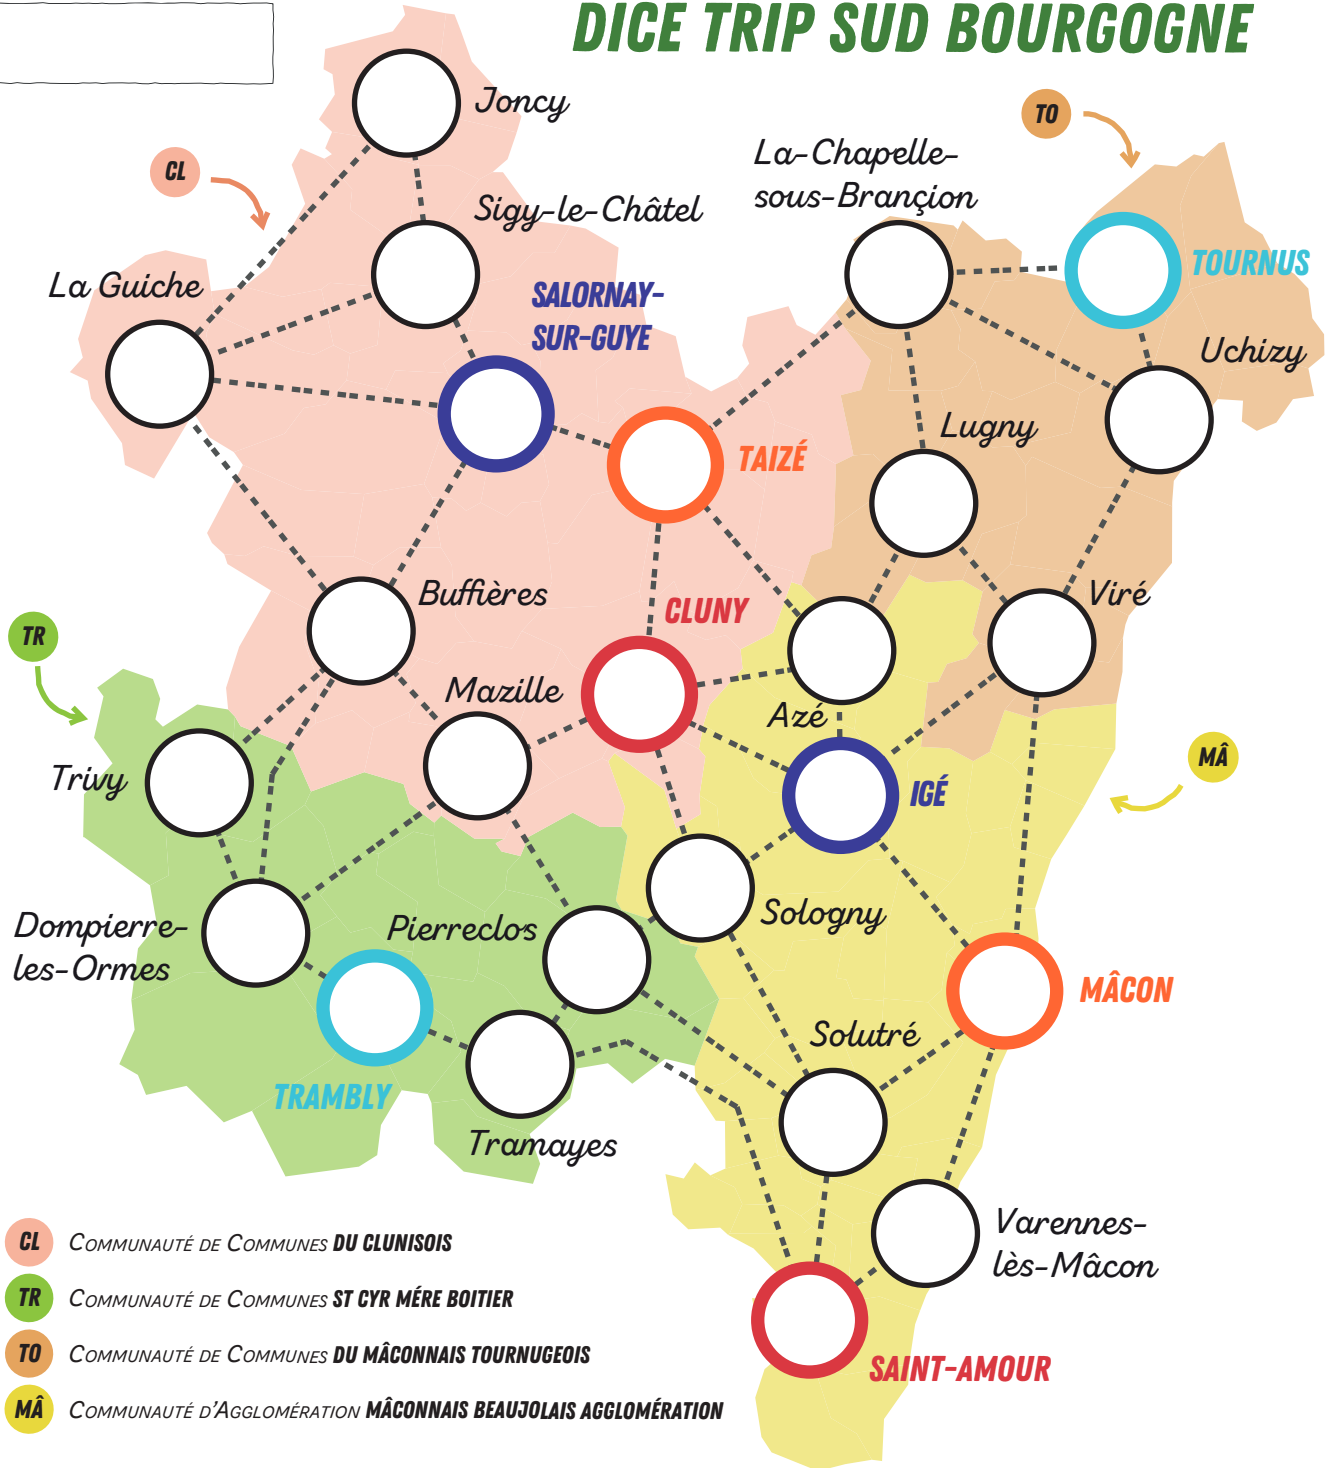 DICE TRIP SUD BOURGOGNE
Joncy
TO
La-Chapelle-
sous-Brançion
CL
Sigy-le-Châtel
TOURNUS
La Guiche
SALORNAY-
SUR-GUYE
Uchizy
Lugny
TAIZÉ
Buffières
Viré
CLUNY
TR
Mazille
Azé
MÂ
Trivy
IGÉ
Dompierre-
les-Ormes
Pierreclos
Sologny
MÂCON
Solutré
TRAMBLY
Tramayes
Varennes-
lès-Mâcon
SAINT-AMOUR
CL COMMUNAUTÉ DE COMMUNES DU CLUNISOIS
TR COMMUNAUTÉ DE COMMUNES ST CYR MÉRE BOITIER
TO COMMUNAUTÉ DE COMMUNES DU MÂCONNAIS TOURNUGEOIS
MÂ COMMUNAUTÉ D'AGGLOMÉRATION MÂCONNAIS BEAUJOLAIS AGGLOMÉRATION